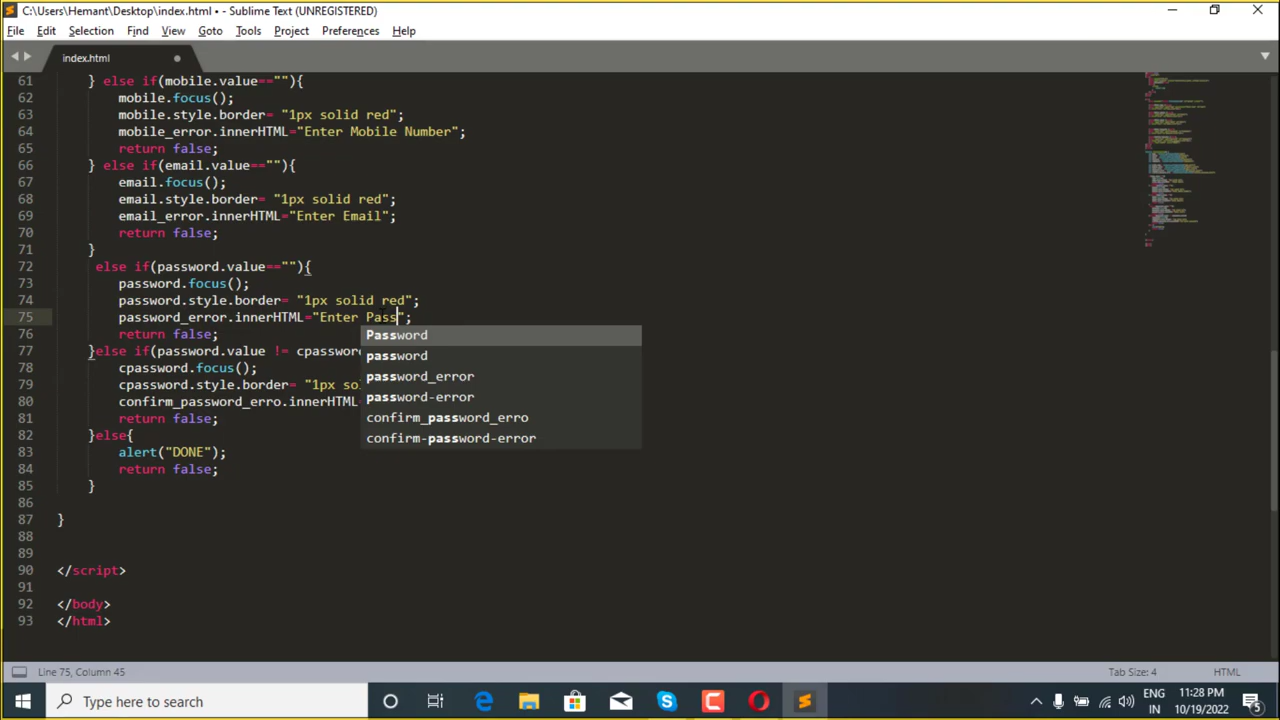 C:\Users\Hemant\Desktop\index.html • - Sublime Text (UNREGISTERED)
File Edit Selection Find View Goto Tools Project Preferences Help
index.html
61 } else if(mobile.value==""){
62 mobile.focus();
63 mobile.style.border= "1px solid red";
64 mobile_error.innerHTML="Enter Mobile Number";
65 return false;
66 } else if(email.value==""){
67 email.focus();
68 email.style.border= "1px solid red";
69 email_error.innerHTML="Enter Email";
70 return false;
71 }
72 else if(password.value==""){
73 password.focus();
74 password.style.border= "1px solid red";
75 password_error.innerHTML="Enter Pass";
76 return false;
Password
77 }else if(password.value != cpassword
password
78 cpassword.focus();
password_error
79 cpassword.style.border= "1px so
password-error
80 confirm_password_erro.innerHTML
81 return false;
confirm_password_erro
82 }else{
confirm-password-error
83 alert("DONE");
84 return false;
85 }
86
87 }
88
89
90 </script>
91
92 </body>
93 </html>
Line 75, Column 45
Tab Size: 4
HTML
Type here to search
ENG
IN
11:28 PM
10/19/2022
5